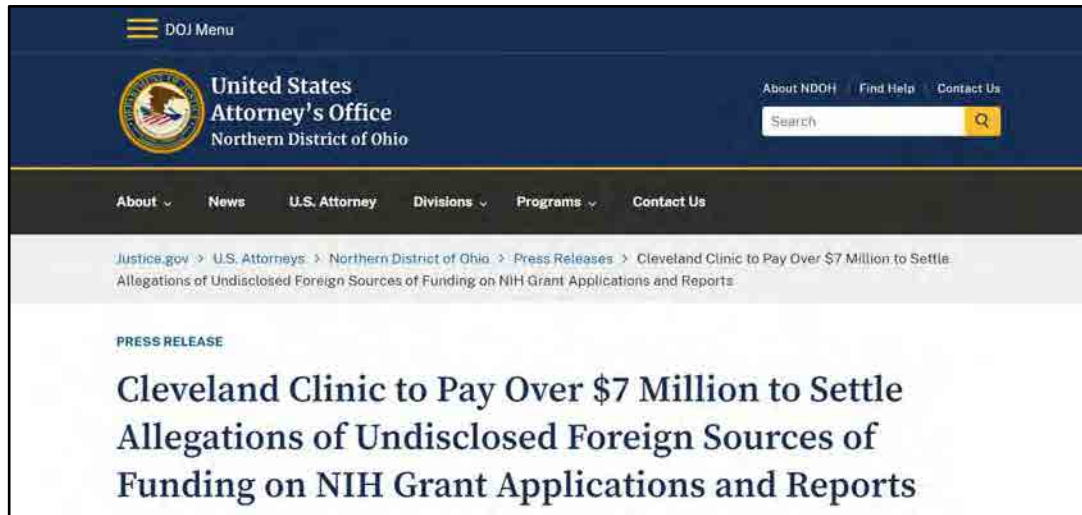 DOJ Menu
United States
Attorney's Office
Northern District of Ohio
About NDOH
Find Help
Contact Us
Search
About
News
U.S. Attorney
Divisions
Programs
Contact Us
Justice.gov > U.S. Attorneys > Northern District of Ohio > Press Releases > Cleveland Clinic to Pay Over $7 Million to Settle
Allegations of Undisclosed Foreign Sources of Funding on NIH Grant Applications and Reports
PRESS RELEASE
Cleveland Clinic to Pay Over $7 Million to Settle
Allegations of Undisclosed Foreign Sources of
Funding on NIH Grant Applications and Reports